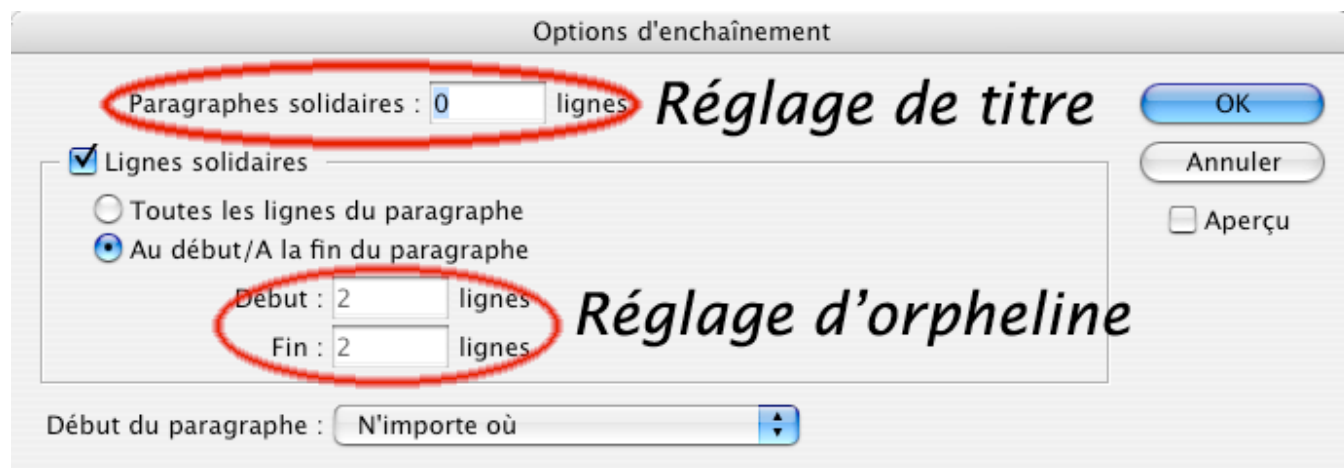 Options d'enchaînement
Paragraphes solidaires : 0 lignes Réglage de titre
OK
Lignes solidaires
Annuler
Toutes les lignes du paragraphe
Aperçu
Au début/A la fin du paragraphe
Début : 2 lignes
Réglage d’orpheline
Fin : 2 lignes
Début du paragraphe : N'importe où